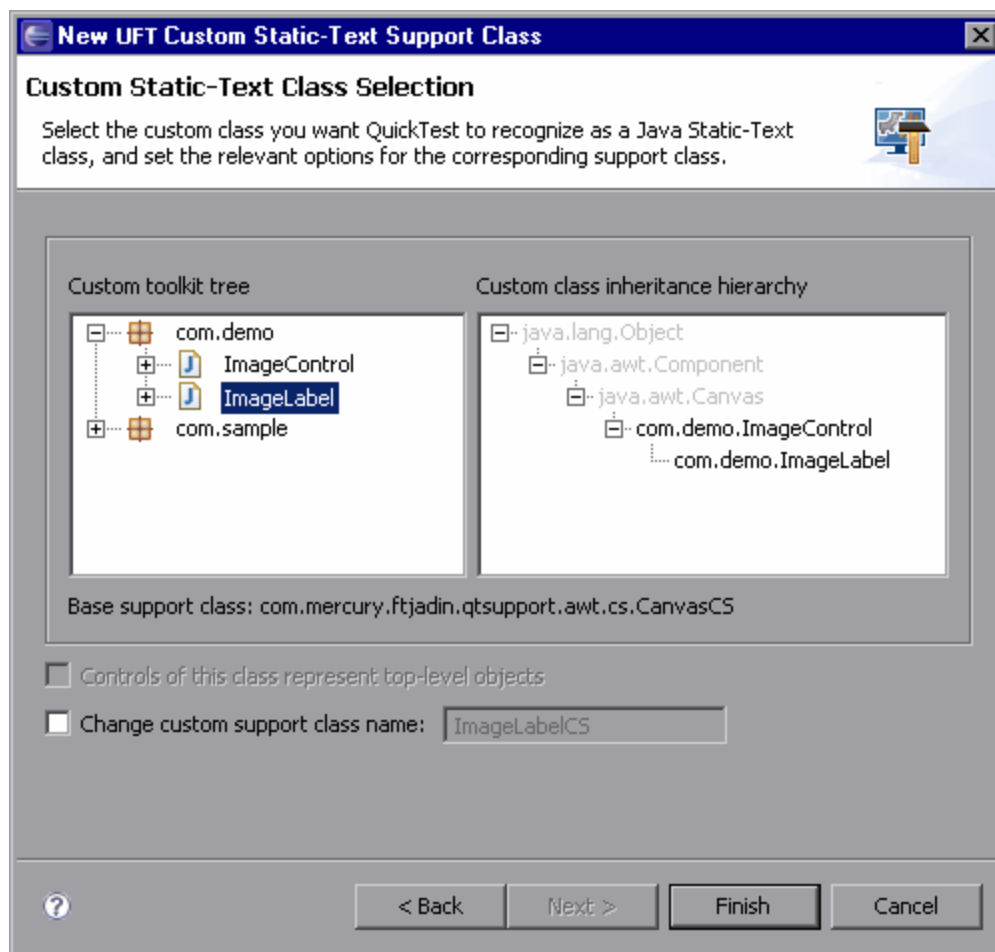 New UFT Custom Static-Text Support Class
Custom Static-Text Class Selection
Select the custom class you want QuickTest to recognize as a Java Static-Text
class, and set the relevant options for the corresponding support class.
Custom toolkit tree
com.demo
ImageControl
ImageLabel
com.sample
Custom class inheritance hierarchy
java.lang.Object
java.awt.Component
java.awt.Canvas
com.demo.ImageControl
com.demo.ImageLabel
Base support class: com.mercury.ftjadin.qtsupport.awt.cs.CanvasCS
Controls of this class represent top-level objects
Change custom support class name: ImageLabelCS
< Back Next > Finish Cancel